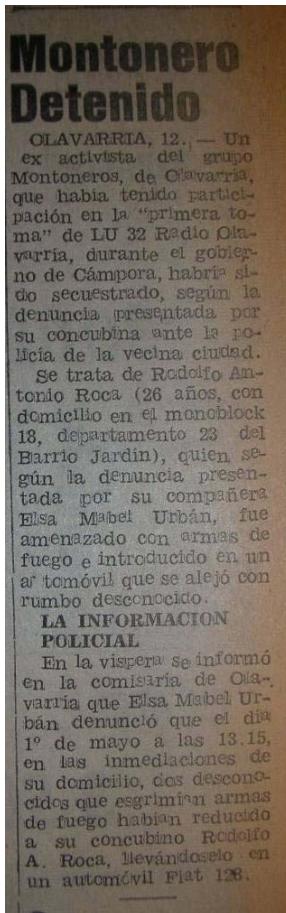 Montonero
Detenido
OLAVARRIA, 12. — Un
ex activista del grupo
Montoneros, de Olavarría,
que había tenido partici-
pación en la "primera to-
ma" de LU 32 Radio Ola-
varría, durante el gobier-
no de Cámpora, habría si-
do secuestrado, según la
denuncia presentada por
su concubina ante la po-
licía de la vecina ciudad.
Se trata de Rodolfo An-
tonio Roca (26 años, con
domicilio en el monoblock
13, departamento 23 del
Barrio Jardín), quien se-
gún la denuncia presen-
tada por su compañera
Elsa Mabel Urbán, fue
amenazado con armas de
fuego e introducido en un
a tomóvil que se alejó con
rumbo desconocido.
LA INFORMACION
POLICIAL
En la víspera se informó
en la comisaría de Ola-
varría que Elsa Mabel Ur-
bán denunció que el día
1º de mayo a las 13.15,
en las inmediaciones de
su domicilio, dos descono-
cidos que esgrimían armas
de fuego habían reducido
a su concubino Rodolfo
A. Roca, llevándoselo en
un automóvil Fiat 128.